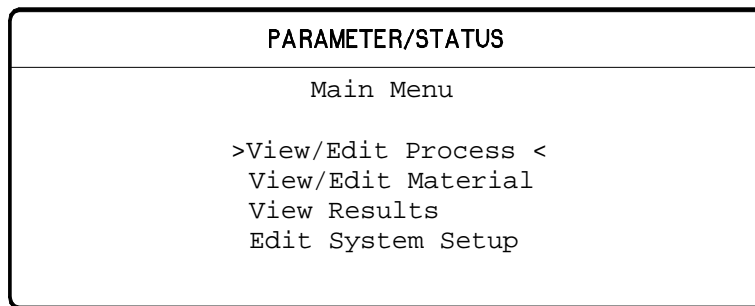 PARAMETER/STATUS
Main Menu
>View/Edit Process <
View/Edit Material
View Results
Edit System Setup